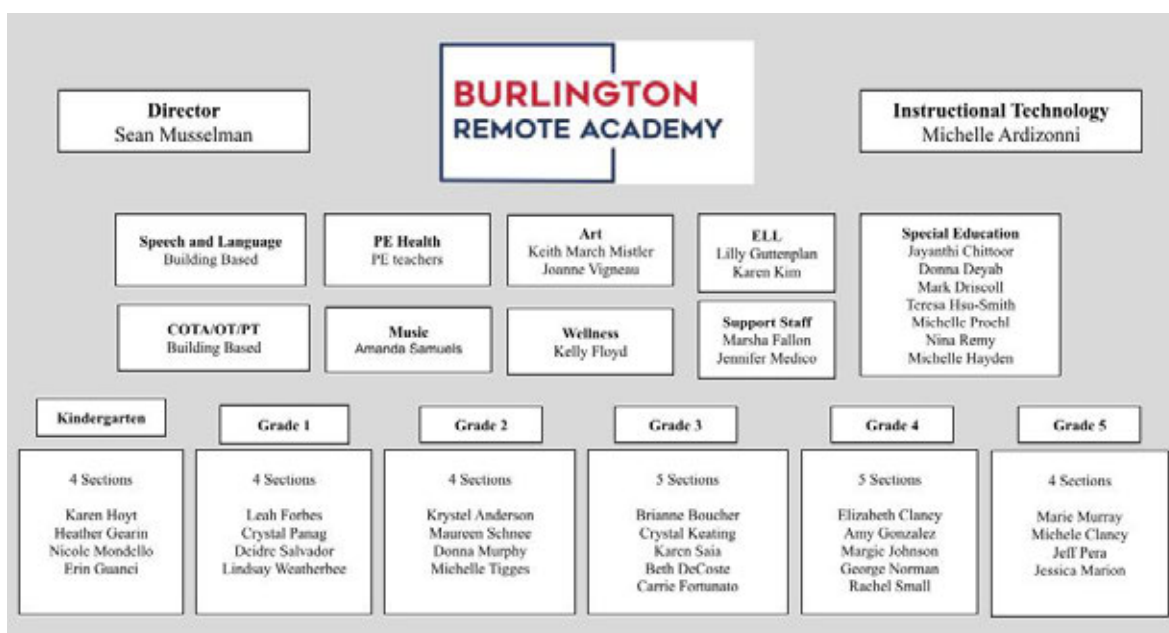 BURLINGTON
REMOTE ACADEMY
Director
Sean Musselman
Instructional Technology
Michelle Ardizonni
Speech and Language
Building Based
PE Health
PE teachers
Art
Keith March Mistler
Joanne Vigneau
ELL
Lilly Guttenplan
Karen Kim
Special Education
Jayanthi Chittoor
Donna Deyab
Mark Driscoll
Teresa Hsu-Smith
Michelle Prochl
Nina Remy
Michelle Hayden
COTA/OT/PT
Building Based
Music
Amanda Samuels
Wellness
Kelly Floyd
Support Staff
Marsha Fallon
Jennifer Medico
Kindergarten
4 Sections
Karen Hoyt
Heather Gearin
Nicole Mondello
Erin Guanci
Grade 1
4 Sections
Leah Forbes
Crystal Panag
Deidre Salvador
Lindsay Weatherbee
Grade 2
4 Sections
Krystel Anderson
Maureen Schnee
Donna Murphy
Michelle Tigges
Grade 3
5 Sections
Brianne Boucher
Crystal Keating
Karen Saia
Beth DeCoste
Carrie Fortunato
Grade 4
5 Sections
Elizabeth Clancy
Amy Gonzalez
Margie Johnson
George Norman
Rachel Small
Grade 5
4 Sections
Marie Murray
Michele Clancy
Jeff Pera
Jessica Marion